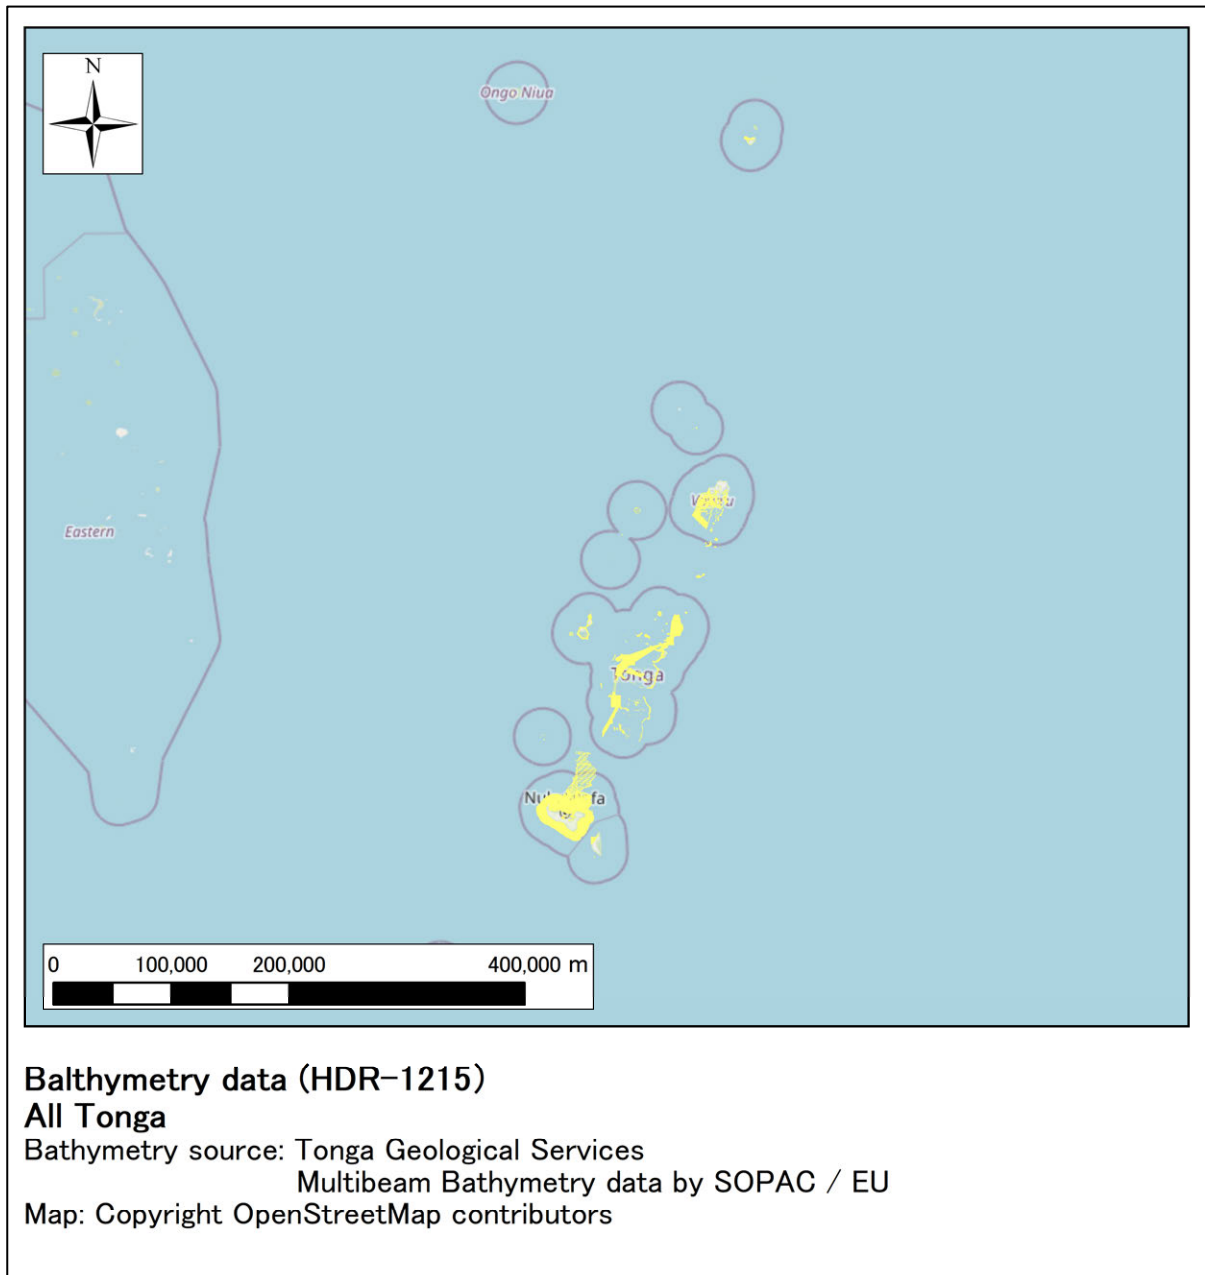 N
Ongo Niua
Eastern
Tonga
0 100,000 200,000 400,000 m
Balthymetry data (HDR-1215)
All Tonga
Bathymetry source: Tonga Geological Services
Multibeam Bathymetry data by SOPAC / EU
Map: Copyright OpenStreetMap contributors